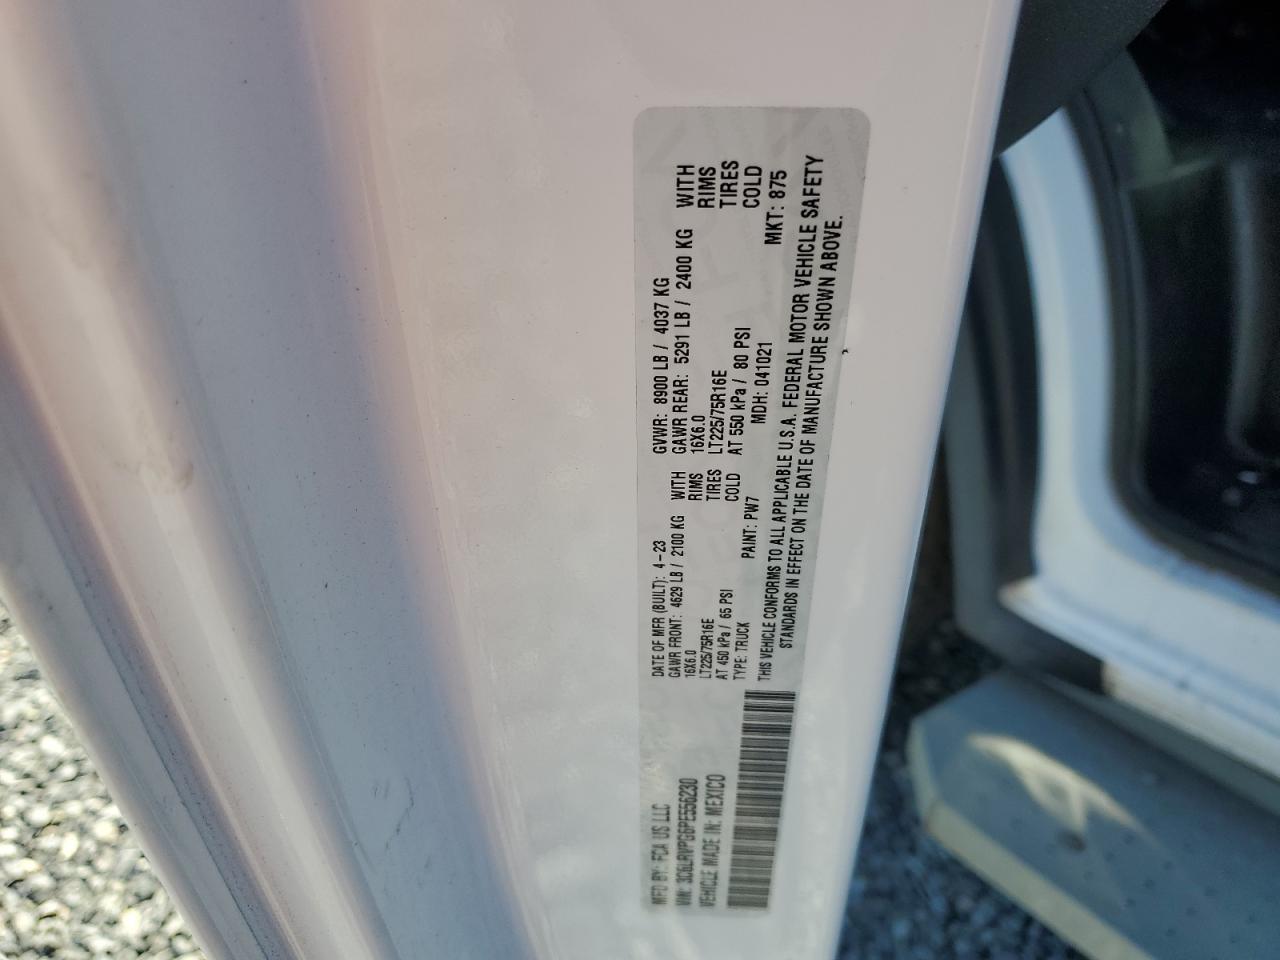 MFD BY: FCA US LLC
VIN: 3C6LRVPG6PE556230
VEHICLE MADE IN: MEXICO
DATE OF MFR (BUILT): 4-23
GAWR FRONT: 4629 LB / 2100 KG WITH
16X6.0 RIMS
LT225/75R16E TIRES
AT 450 kPa / 65 PSI COLD
GVWR: 8900 LB / 4037 KG
GAWR REAR: 5291 LB / 2400 KG WITH
16X6.0 RIMS
LT225/75R16E TIRES
AT 550 kPa / 80 PSI COLD
TYPE: TRUCK PAINT: PW7 MDH: 041021 MKT: 875
THIS VEHICLE CONFORMS TO ALL APPLICABLE U.S.A. FEDERAL MOTOR VEHICLE SAFETY
STANDARDS IN EFFECT ON THE DATE OF MANUFACTURE SHOWN ABOVE.